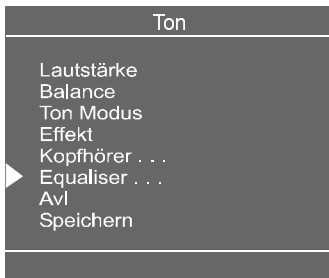 Ton
Lautstärke
Balance
Ton Modus
Effekt
Kopfhörer . . .
Equaliser . . .
Avl
Speichern